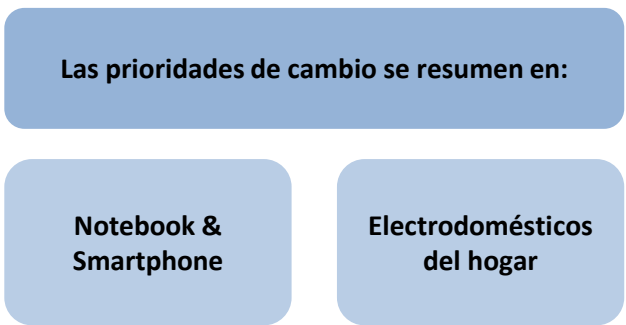 Las prioridades de cambio se resumen en:
Notebook &
Smartphone
Electrodomésticos
del hogar